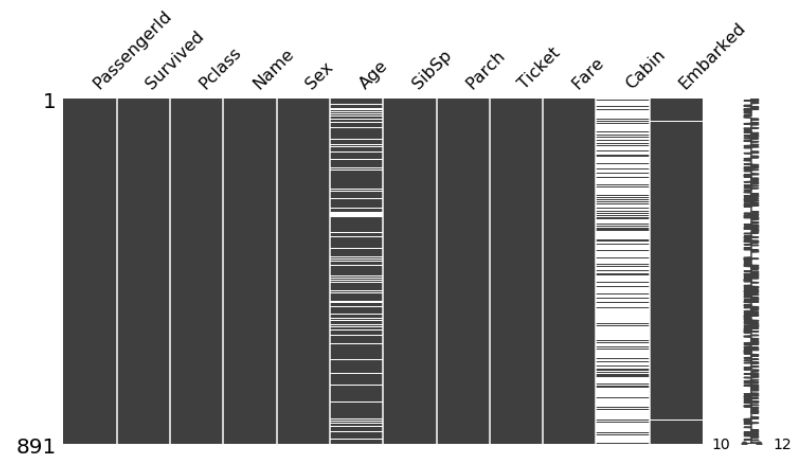 PassengerId
Survived
Pclass
Name
Sex
Age
SibSp
Parch
Ticket
Fare
Cabin
Embarked
1
891
10
12